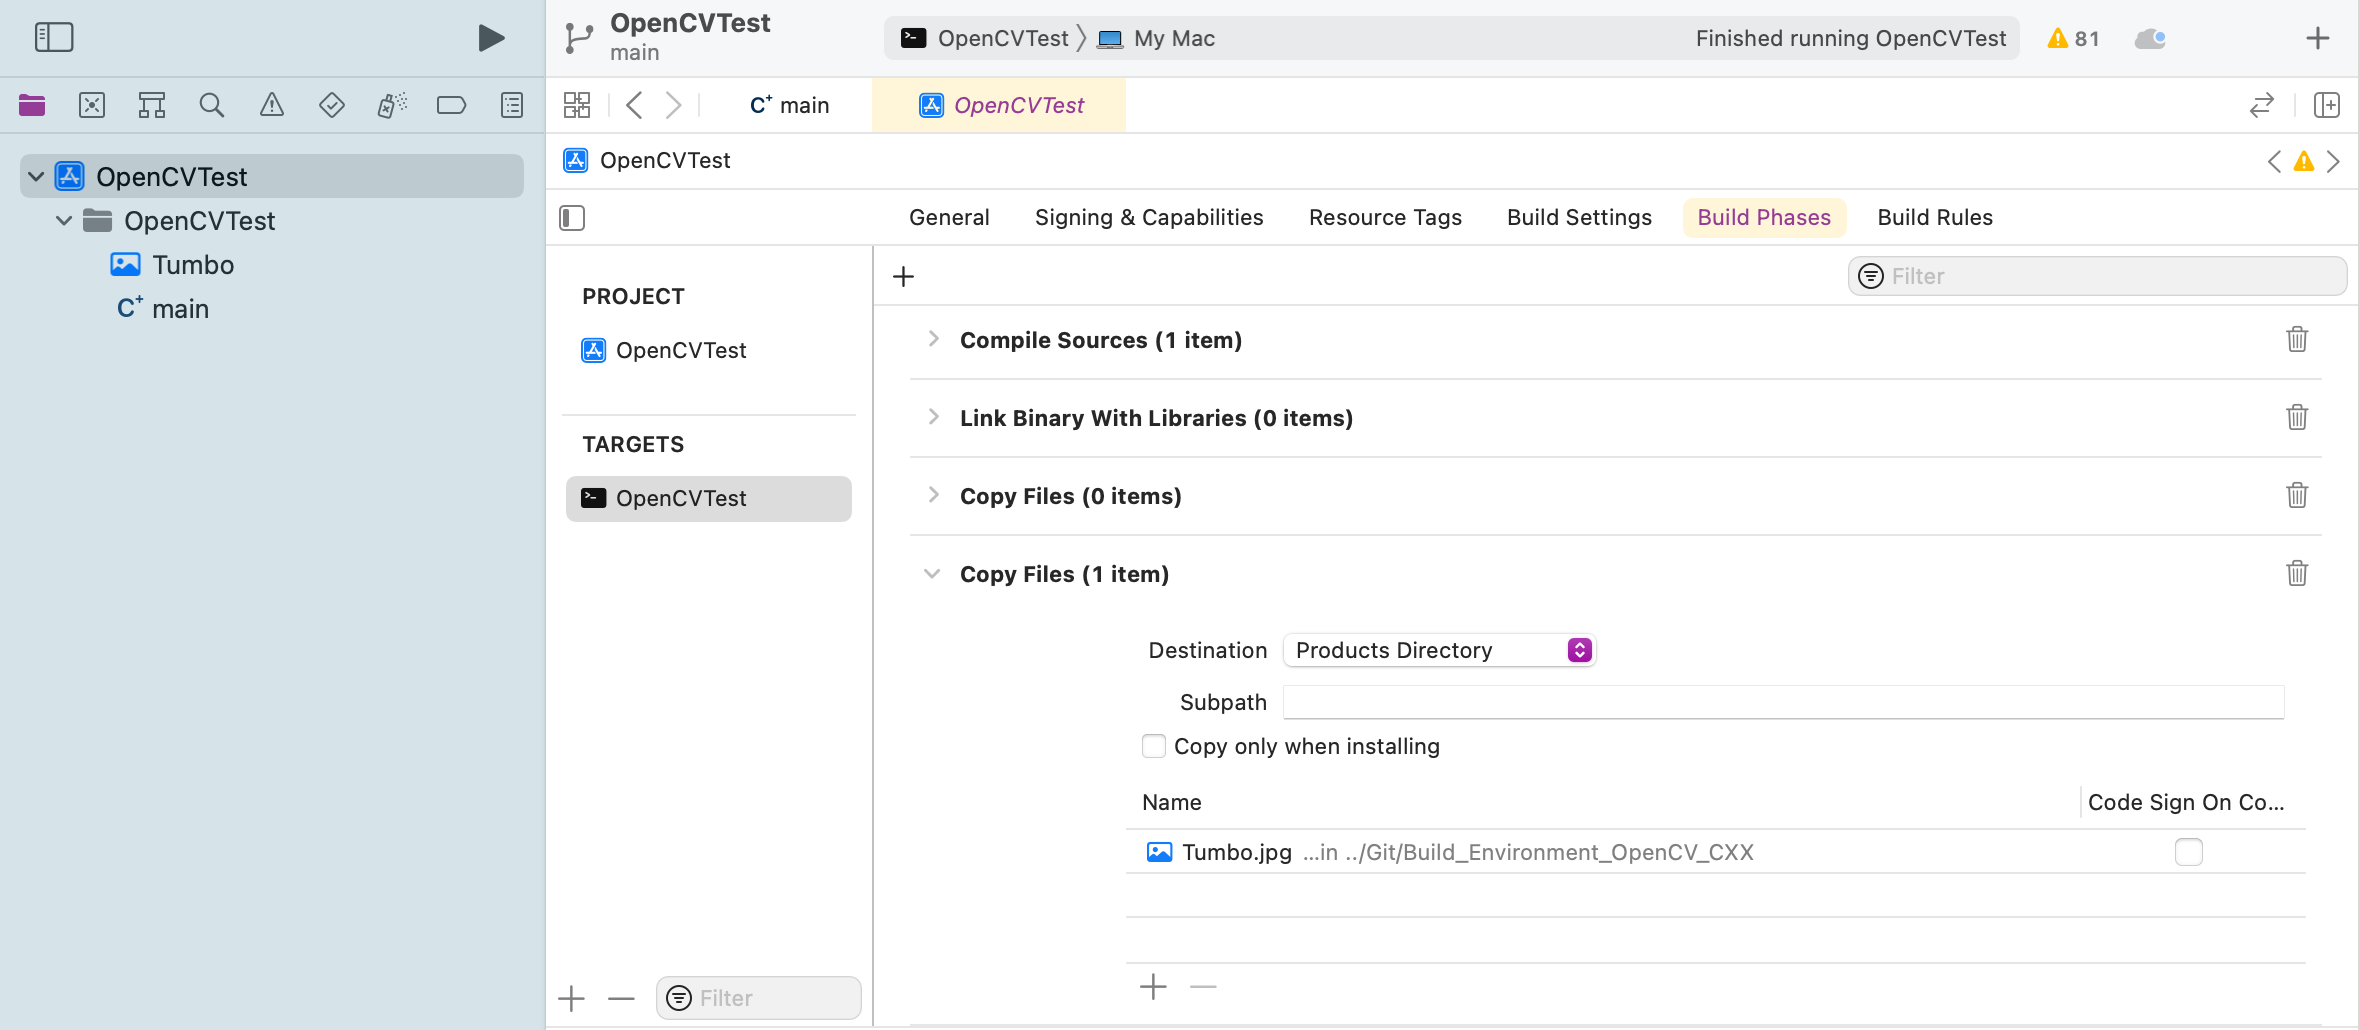 OpenCVTest
main
OpenCVTest
My Mac
Finished running OpenCVTest
81
main
OpenCVTest
OpenCVTest
OpenCVTest
Tumbo
main
OpenCVTest
General
Signing & Capabilities
Resource Tags
Build Settings
Build Phases
Build Rules
PROJECT
OpenCVTest
TARGETS
OpenCVTest
Filter
Filter
Compile Sources (1 item)
Link Binary With Libraries (0 items)
Copy Files (0 items)
Copy Files (1 item)
Destination Products Directory
Subpath
Copy only when installing
Name Code Sign On Co...
Tumbo.jpg ...in ../Git/Build_Environment_OpenCV_CXX